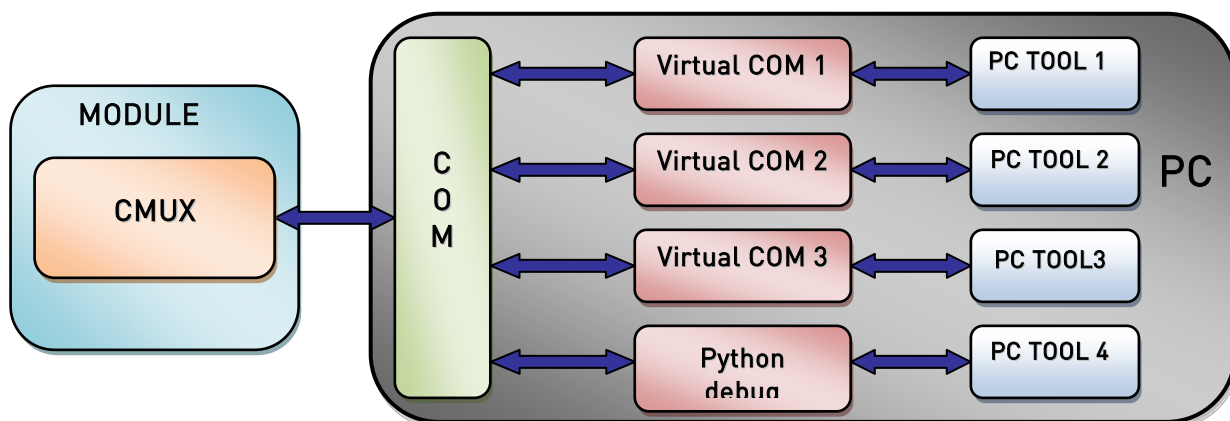 MODULE
CMUX
C
O
M
Virtual COM 1
PC TOOL 1
Virtual COM 2
PC TOOL 2
PC
Virtual COM 3
PC TOOL3
Python
debug
PC TOOL 4